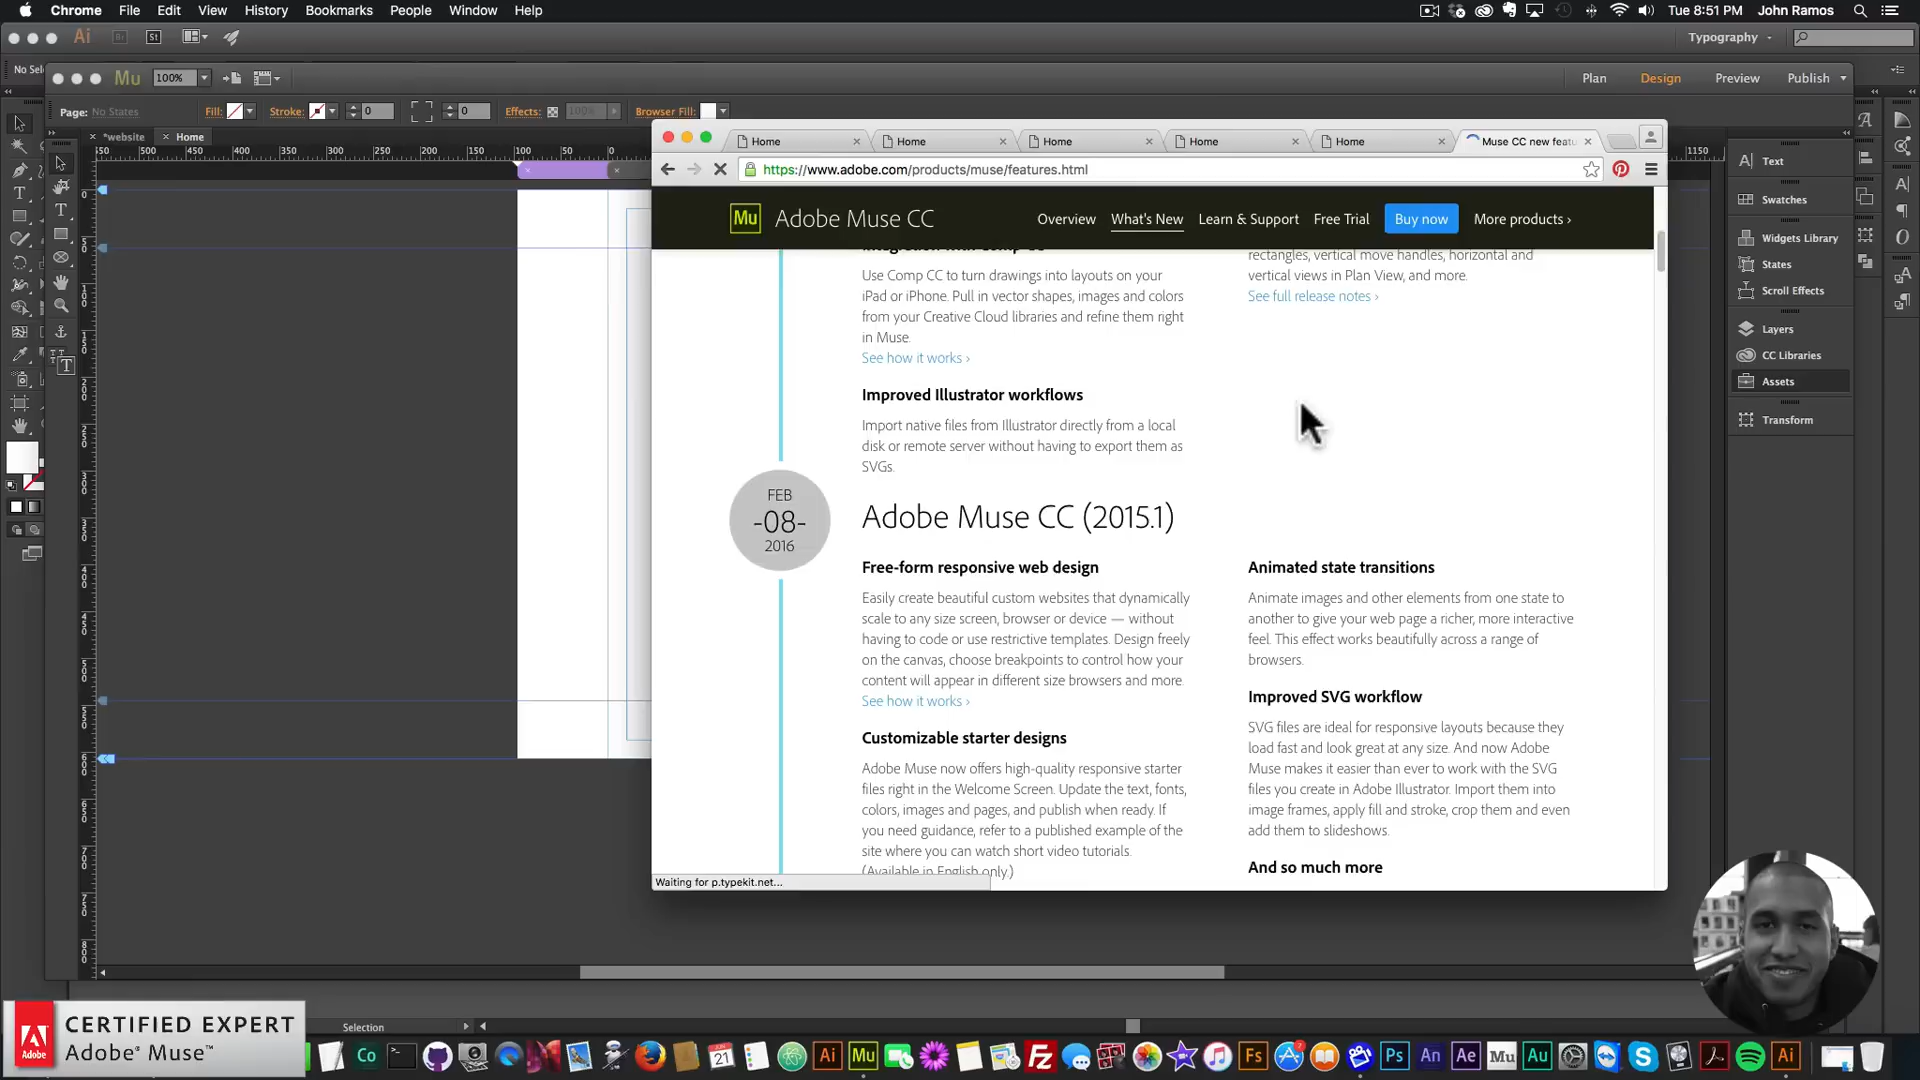 Chrome File Edit View History Bookmarks People Window Help Tue 8:51 PM John Ramos
Ai Br St Typography
No Sel Mu 100% Plan Design Preview Publish
Page: No States Fill: Stroke: 0 0 Effects: 100% Browser Fill:
*website Home
Home Home Home Home Home Muse CC new featu
https://www.adobe.com/products/muse/features.html
Mu Adobe Muse CC Overview What's New Learn & Support Free Trial Buy now More products ›
Use Comp CC to turn drawings into layouts on your
iPad or iPhone. Pull in vector shapes, images and colors
from your Creative Cloud libraries and refine them right
in Muse.
See how it works ›
Improved Illustrator workflows
Import native files from Illustrator directly from a local
disk or remote server without having to export them as
SVGs.
rectangles, vertical move handles, horizontal and
vertical views in Plan View, and more.
See full release notes ›
FEB
-08-
2016
Adobe Muse CC (2015.1)
Free-form responsive web design
Easily create beautiful custom websites that dynamically
scale to any size screen, browser or device — without
having to code or use restrictive templates. Design freely
on the canvas, choose breakpoints to control how your
content will appear in different size browsers and more.
See how it works ›
Customizable starter designs
Adobe Muse now offers high-quality responsive starter
files right in the Welcome Screen. Update the text, fonts,
colors, images and pages, and publish when ready. If
you need guidance, refer to a published example of the
site where you can watch short video tutorials.
(Available in English only.)
Animated state transitions
Animate images and other elements from one state to
another to give your web page a richer, more interactive
feel. This effect works beautifully across a range of
browsers.
Improved SVG workflow
SVG files are ideal for responsive layouts because they
load fast and look great at any size. And now Adobe
Muse makes it easier than ever to work with the SVG
files you create in Adobe Illustrator. Import them into
image frames, apply fill and stroke, crop them and even
add them to slideshows.
And so much more
Waiting for p.typekit.net...
Text
Swatches
Widgets Library
States
Scroll Effects
Layers
CC Libraries
Assets
Transform
Selection
Adobe
CERTIFIED EXPERT
Adobe® Muse™